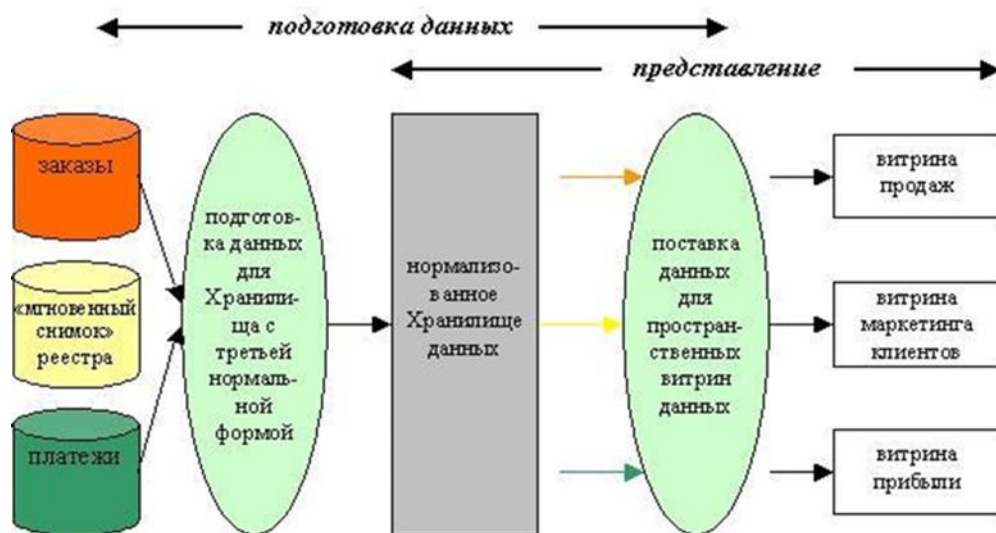 подготовка данных
представление
заказы
«мгновенный
снимок»
реестра
платежи
подготов-
ка данных
для
Хранили-
ща с
третьей
нормаль-
ной
формой
нормализо-
ванное
Хранилище
данных
поставка
данных
для
простран-
ственных
витрин
данных
витрина
продаж
витрина
маркетинга
клиентов
витрина
прибыли